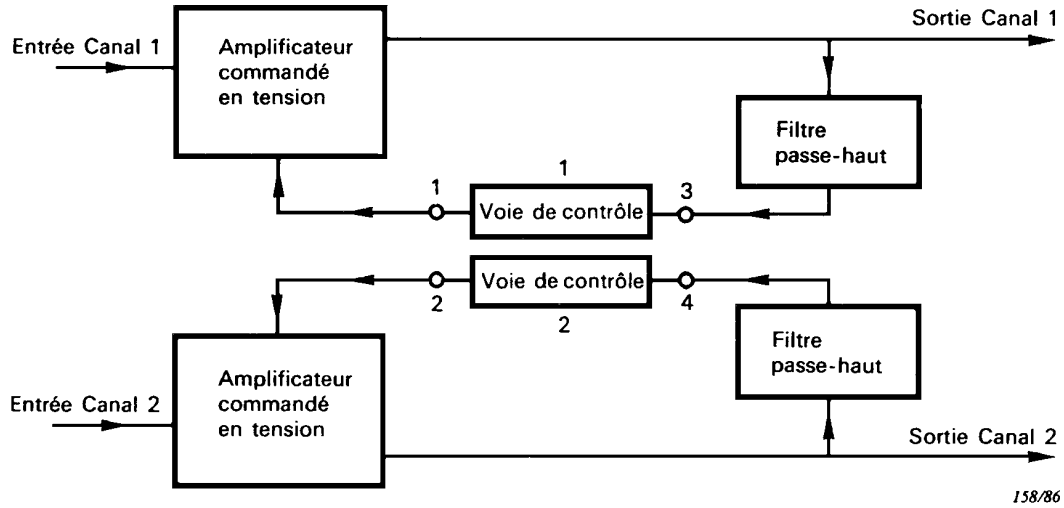 Sortie Canal 1
Entrée Canal 1
Amplificateur
commandé
en tension
Filtre
passe-haut
1
1
3
Voie de contrôle
Voie de contrôle
2
2
4
Filtre
passe-haut
Amplificateur
commandé
en tension
Entrée Canal 2
Sortie Canal 2
158/86